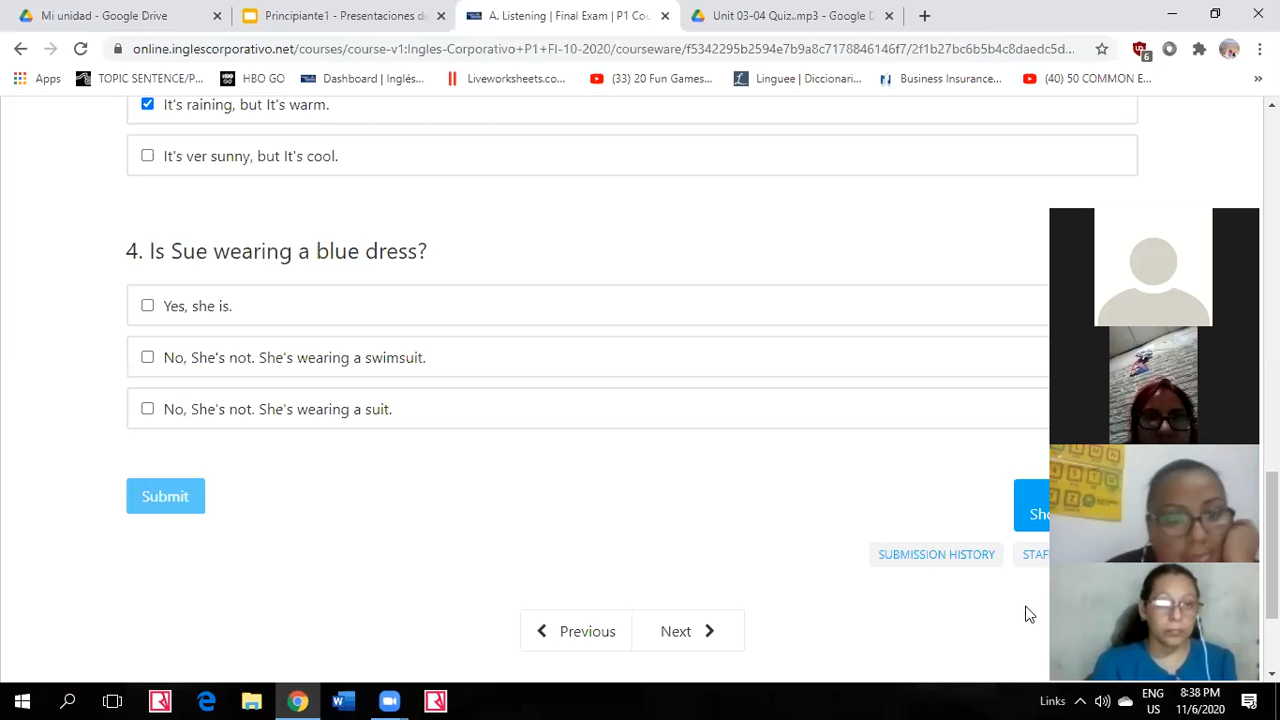 Mi unidad - Google Drive
Principiante1 - Presentaciones d
A. Listening | Final Exam | P1 Co
Unit 03-04 Quiz..mp3 - Google D
online.inglescorporativo.net/courses/course-v1:Ingles-Corporativo+P1+FI-10-2020/courseware/f5342295b2594e7b9a8c7178846146f7/2f1b27bc6b5b4c8daedc5d...
6
Apps
TOPIC SENTENCE/P...
HBO GO
Dashboard | Inglés...
Liveworksheets.co...
(33) 20 Fun Games...
Linguee | Diccionari...
Business Insurance...
(40) 50 COMMON E...
»
It's raining, but It's warm.
It's ver sunny, but It's cool.
4. Is Sue wearing a blue dress?
Yes, she is.
No, She's not. She's wearing a swimsuit.
No, She's not. She's wearing a suit.
Submit
Sho
SUBMISSION HISTORY
STAF
Previous
Next
Links
ENG
US
8:38 PM
11/6/2020